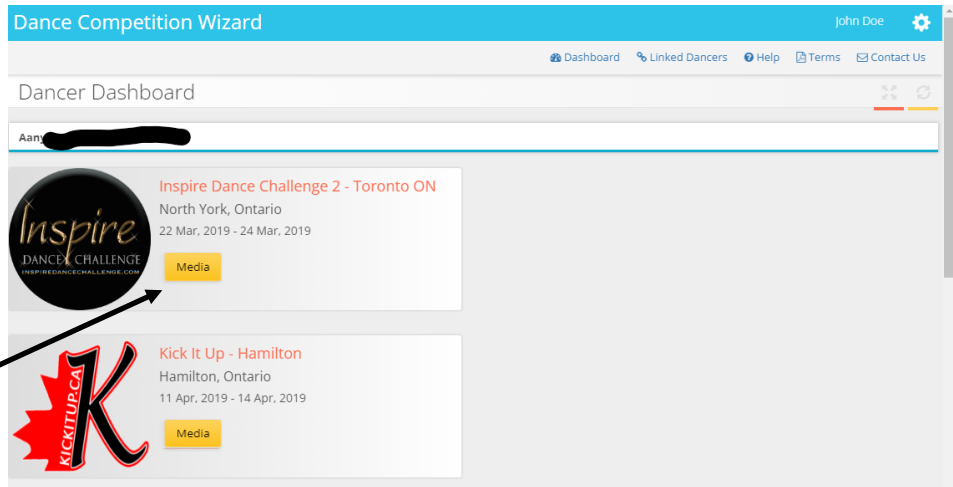 Dance Competition Wizard
John Doe
Dashboard Linked Dancers Help Terms Contact Us
Dancer Dashboard
Inspire Dance Challenge 2 - Toronto ON
North York, Ontario
22 Mar, 2019 - 24 Mar, 2019
Media
Inspire
DANCE CHALLENGE
INSPIREDANCECHALLENGE.COM
Kick It Up - Hamilton
Hamilton, Ontario
11 Apr, 2019 - 14 Apr, 2019
Media
KICKITUP.CA
K